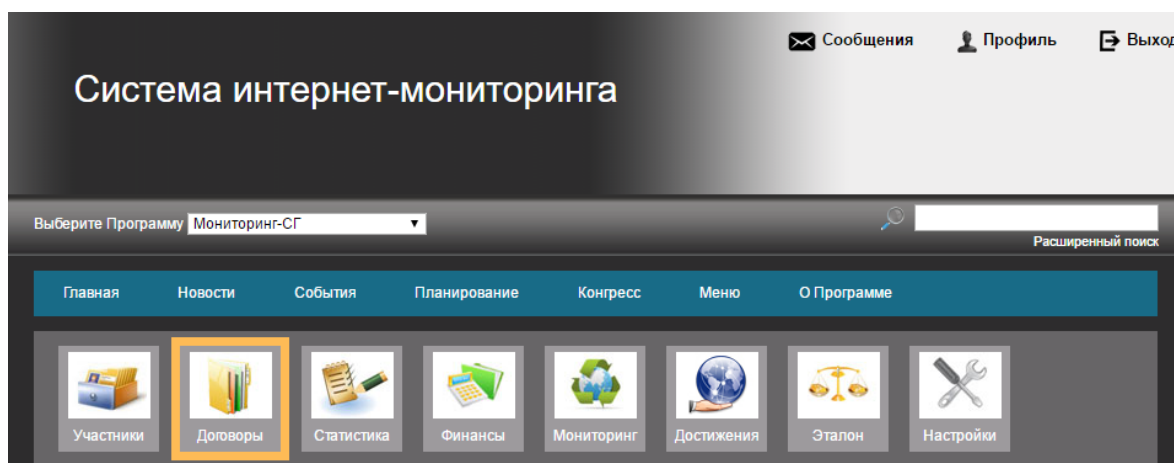 Сообщения Профиль Выход
Система интернет-мониторинга
Выберите Программу Мониторинг-СГ
Расширенный поиск
Главная Новости События Планирование Конгресс Меню О Программе
Участники Договоры Статистика Финансы Мониторинг Достижения Эталон Настройки